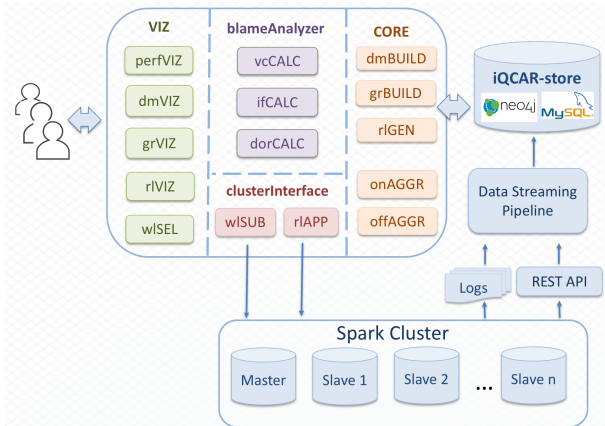 VIZ
perfVIZ
dmVIZ
grVIZ
rlVIZ
wlSEL
blameAnalyzer
vcCALC
ifCALC
dorCALC
clusterInterface
wlSUB
rlAPP
CORE
dmBUILD
grBUILD
rlGEN
onAGGR
offAGGR
iQCAR-store
neo4j
MySQL
Data Streaming
Pipeline
Logs
REST API
Spark Cluster
Master
Slave 1
Slave 2
...
Slave n